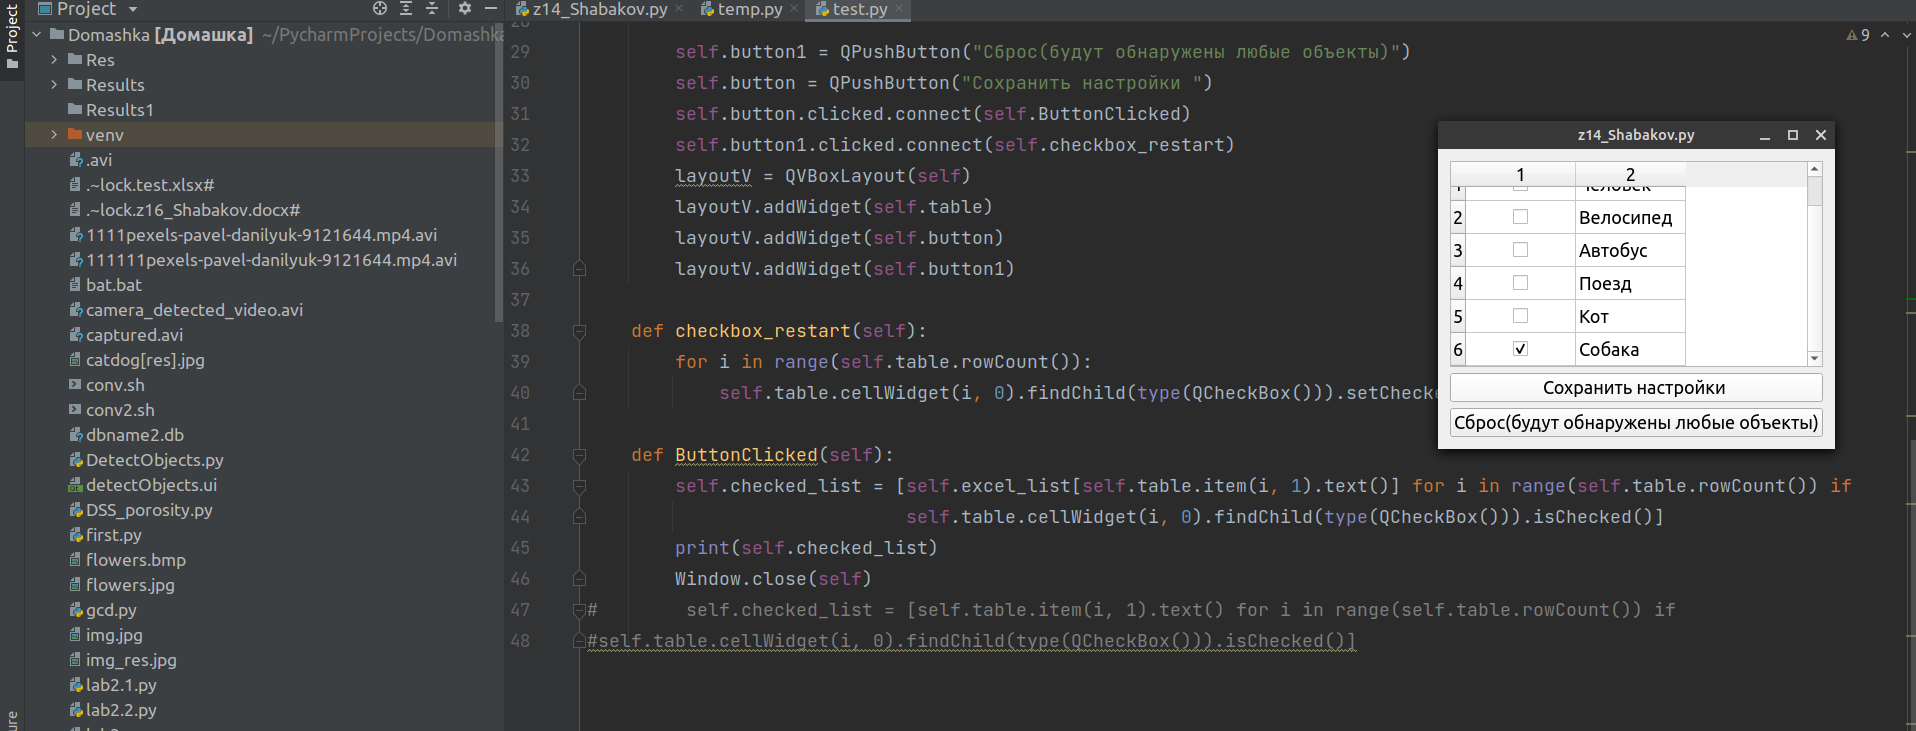 Project
Project
Domashka [Домашка] ~/PycharmProjects/Domashka
Res
Results
Results1
venv
.avi
.~lock.test.xlsx#
.~lock.z16_Shabakov.docx#
1111pexels-pavel-danilyuk-9121644.mp4.avi
111111pexels-pavel-danilyuk-9121644.mp4.avi
bat.bat
camera_detected_video.avi
captured.avi
catdog[res].jpg
conv.sh
conv2.sh
dbname2.db
DetectObjects.py
detectObjects.ui
DSS_porosity.py
first.py
flowers.bmp
flowers.jpg
gcd.py
img.jpg
img_res.jpg
lab2.1.py
lab2.2.py
z14_Shabakov.py
temp.py
test.py
9
28
29 self.button1 = QPushButton("Сброс(будут обнаружены любые объекты)")
30 self.button = QPushButton("Сохранить настройки ")
31 self.button.clicked.connect(self.ButtonClicked)
32 self.button1.clicked.connect(self.checkbox_restart)
33 layoutV = QVBoxLayout(self)
34 layoutV.addWidget(self.table)
35 layoutV.addWidget(self.button)
36 layoutV.addWidget(self.button1)
37
38 def checkbox_restart(self):
39 for i in range(self.table.rowCount()):
40 self.table.cellWidget(i, 0).findChild(type(QCheckBox())).setChecke
41
42 def ButtonClicked(self):
43 self.checked_list = [self.excel_list[self.table.item(i, 1).text()] for i in range(self.table.rowCount()) if
44 self.table.cellWidget(i, 0).findChild(type(QCheckBox())).isChecked()]
45 print(self.checked_list)
46 Window.close(self)
47 # self.checked_list = [self.table.item(i, 1).text() for i in range(self.table.rowCount()) if
48 #self.table.cellWidget(i, 0).findChild(type(QCheckBox())).isChecked()]
z14_Shabakov.py
1 2
1 Человек
2 Велосипед
3 Автобус
4 Поезд
5 Кот
6 Собака
Сохранить настройки
Сброс(будут обнаружены любые объекты)